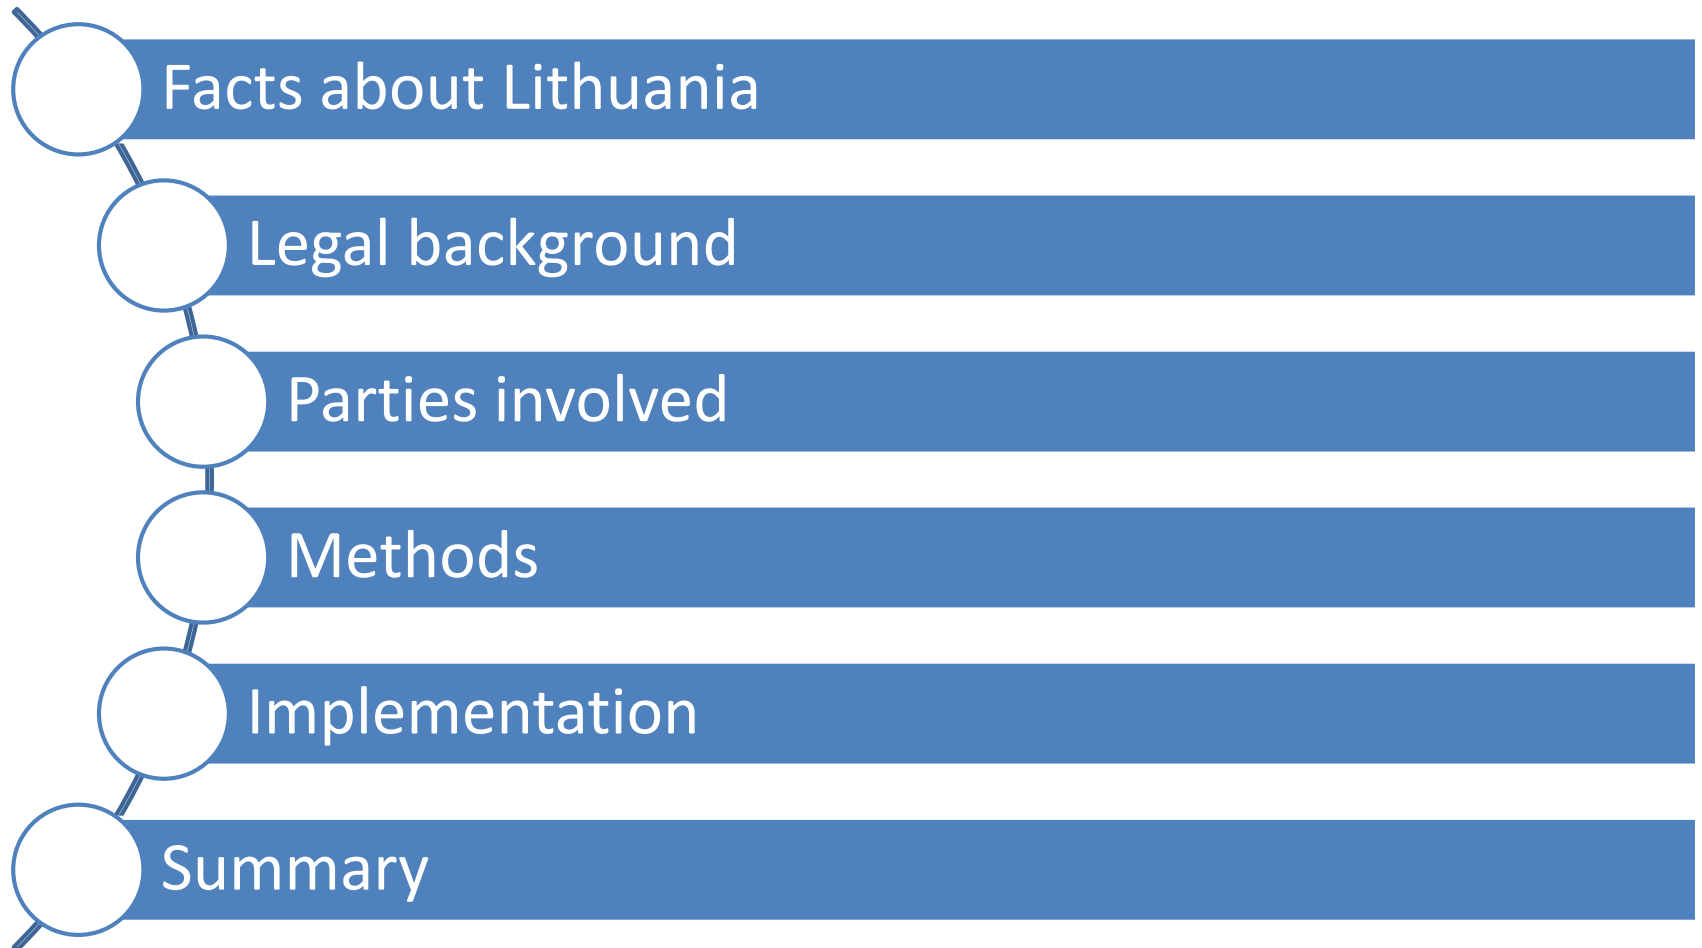 Facts about Lithuania
Legal background
Parties involved
Methods
Implementation
Summary